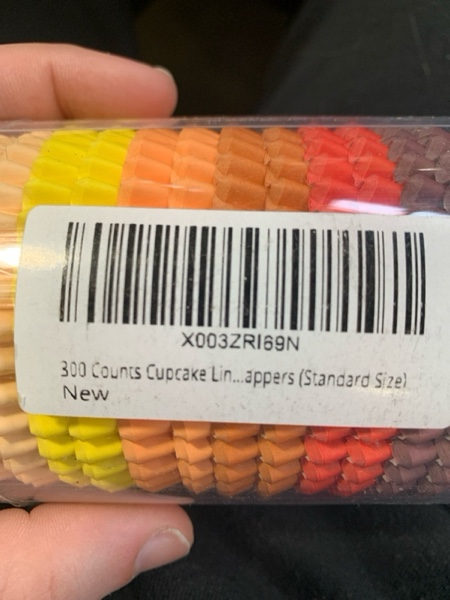 X003ZRI69N
300 Counts Cupcake Lin...appers (Standard Size)
New